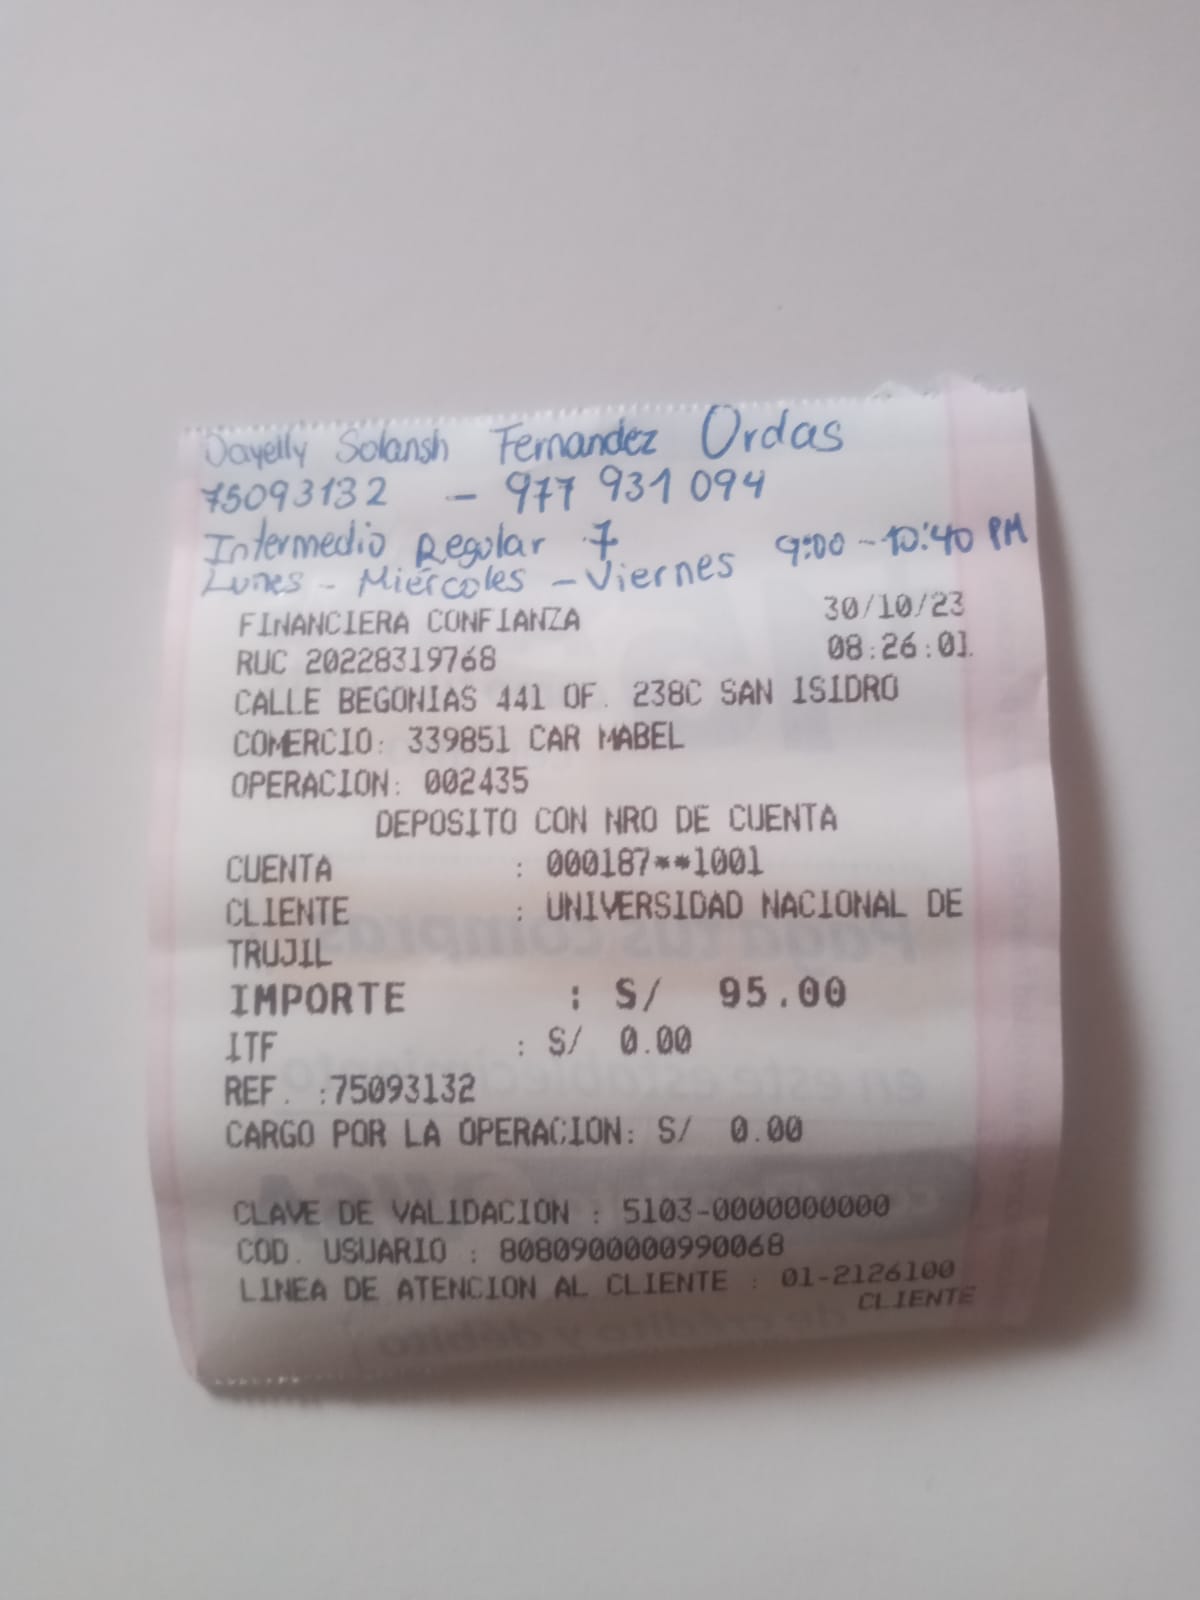 Dayelly Solansh Fernandez Ordas
75093132 - 977 931 094
Intermedio Regular 7 9:00 - 10:40 PM
Lunes - Miércoles - Viernes
FINANCIERA CONFIANZA 30/10/23
RUC 20228319768 08:26:01
CALLE BEGONIAS 441 OF. 238C SAN ISIDRO
COMERCIO: 339851 CAR MABEL
OPERACION: 002435
DEPOSITO CON NRO DE CUENTA
CUENTA : 000187**1001
CLIENTE : UNIVERSIDAD NACIONAL DE
TRUJIL
IMPORTE : S/ 95.00
ITF : S/ 0.00
REF. :75093132
CARGO POR LA OPERACION: S/ 0.00
CLAVE DE VALIDACION : 5103-0000000000
COD. USUARIO : 8080900000990068
LINEA DE ATENCION AL CLIENTE : 01-2126100
CLIENTE